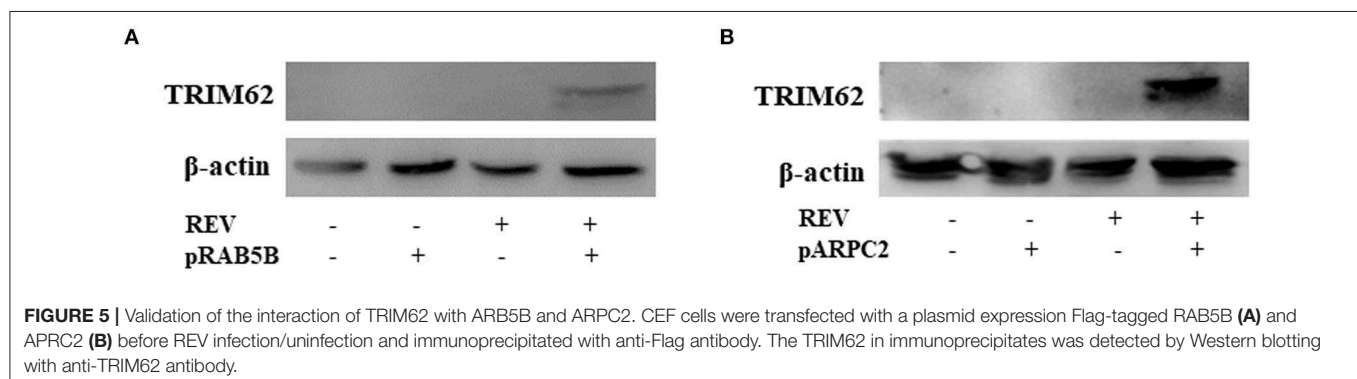 A
TRIM62
β-actin
REV - - + +
pRAB5B - + - +
B
TRIM62
β-actin
REV - - + +
pARPC2 - + - +
FIGURE 5 | Validation of the interaction of TRIM62 with ARB5B and ARPC2. CEF cells were transfected with a plasmid expression Flag-tagged RAB5B (A) and
APRC2 (B) before REV infection/uninfection and immunoprecipitated with anti-Flag antibody. The TRIM62 in immunoprecipitates was detected by Western blotting
with anti-TRIM62 antibody.